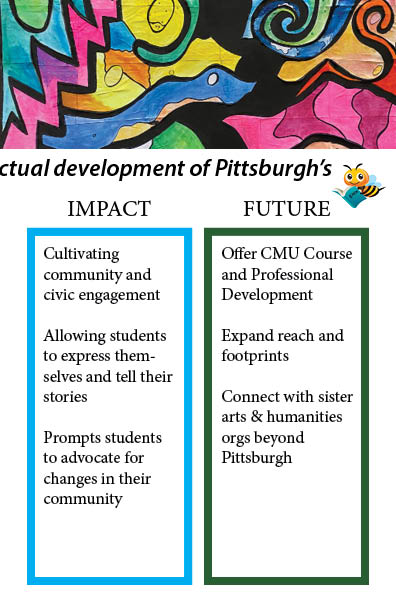 ctual development of Pittsburgh's
IMPACT
Cultivating
community and
civic engagement
Allowing students
to express them-
selves and tell their
stories
Prompts students
to advocate for
changes in their
community
FUTURE
Offer CMU Course
and Professional
Development
Expand reach and
footprints
Connect with sister
arts & humanities
orgs beyond
Pittsburgh